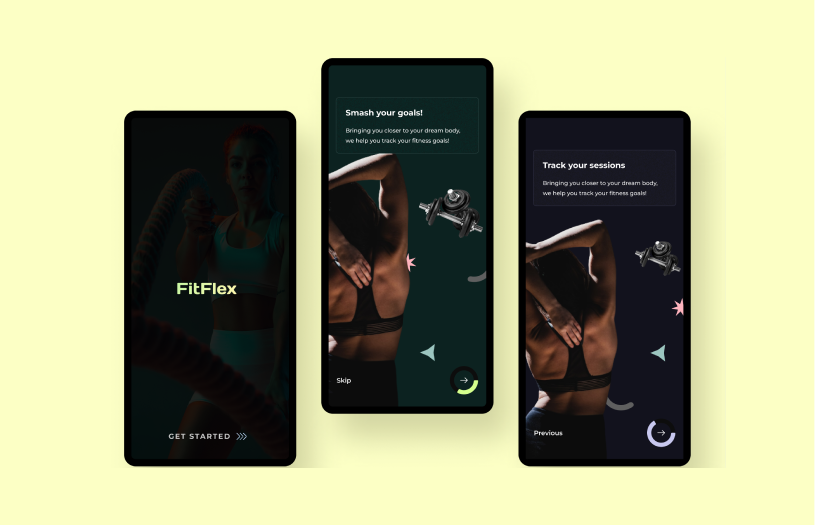 FitFlex
GET STARTED
Smash your goals!
Bringing you closer to your dream body,
we help you track your fitness goals!
Skip
Track your sessions
Bringing you closer to your dream body,
we help you track your fitness goals!
Previous